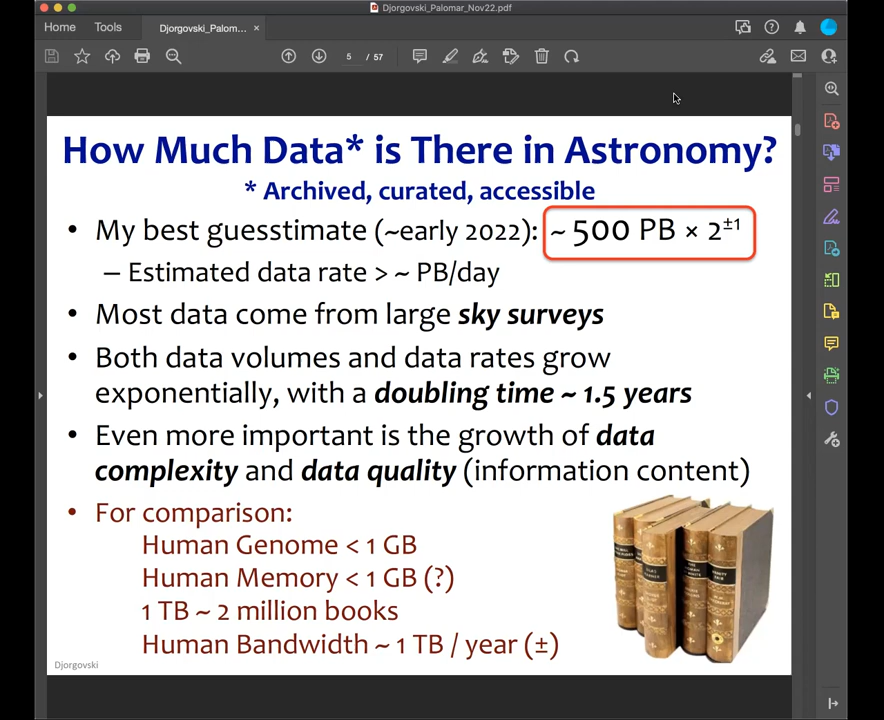 Djorgovski_Palomar_Nov22.pdf
Home Tools Djorgovski_Palom... ×
5 / 57
How Much Data* is There in Astronomy?
* Archived, curated, accessible
• My best guesstimate (~early 2022): ~ 500 PB × 2±1
– Estimated data rate > ~ PB/day
• Most data come from large sky surveys
• Both data volumes and data rates grow
exponentially, with a doubling time ~ 1.5 years
• Even more important is the growth of data
complexity and data quality (information content)
• For comparison:
Human Genome < 1 GB
Human Memory < 1 GB (?)
1 TB ~ 2 million books
Human Bandwidth ~ 1 TB / year (±)
Djorgovski